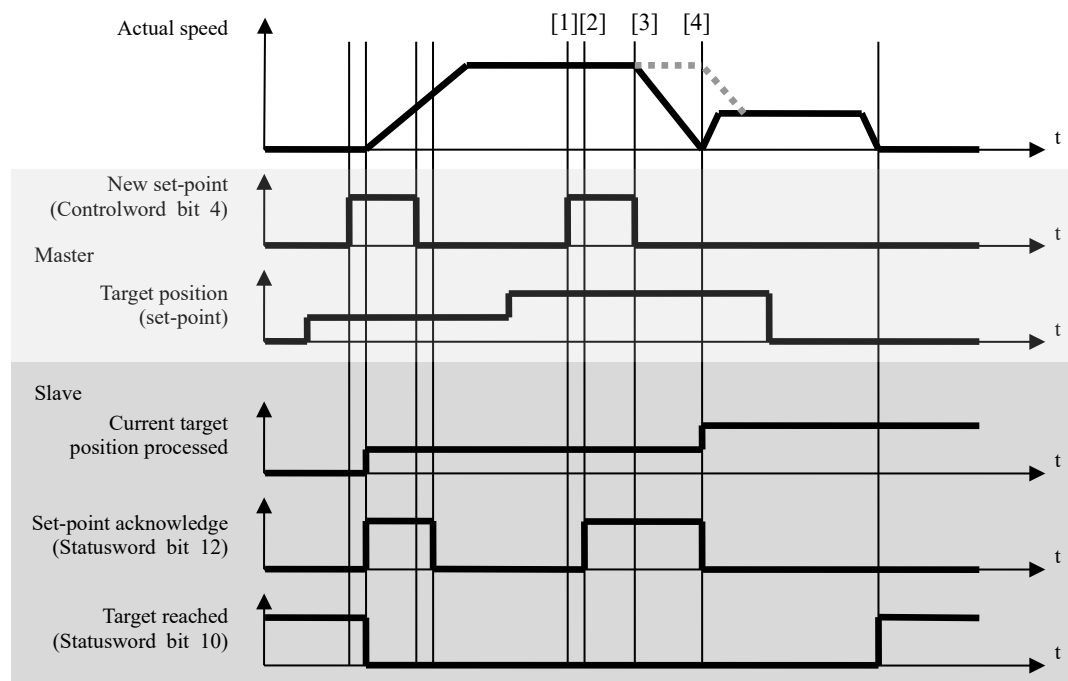 Actual speed
[1][2] [3] [4]
t
New set-point
(Controlword bit 4)
t
Master
Target position
(set-point)
t
Slave
Current target
position processed
t
Set-point acknowledge
(Statusword bit 12)
t
Target reached
(Statusword bit 10)
t